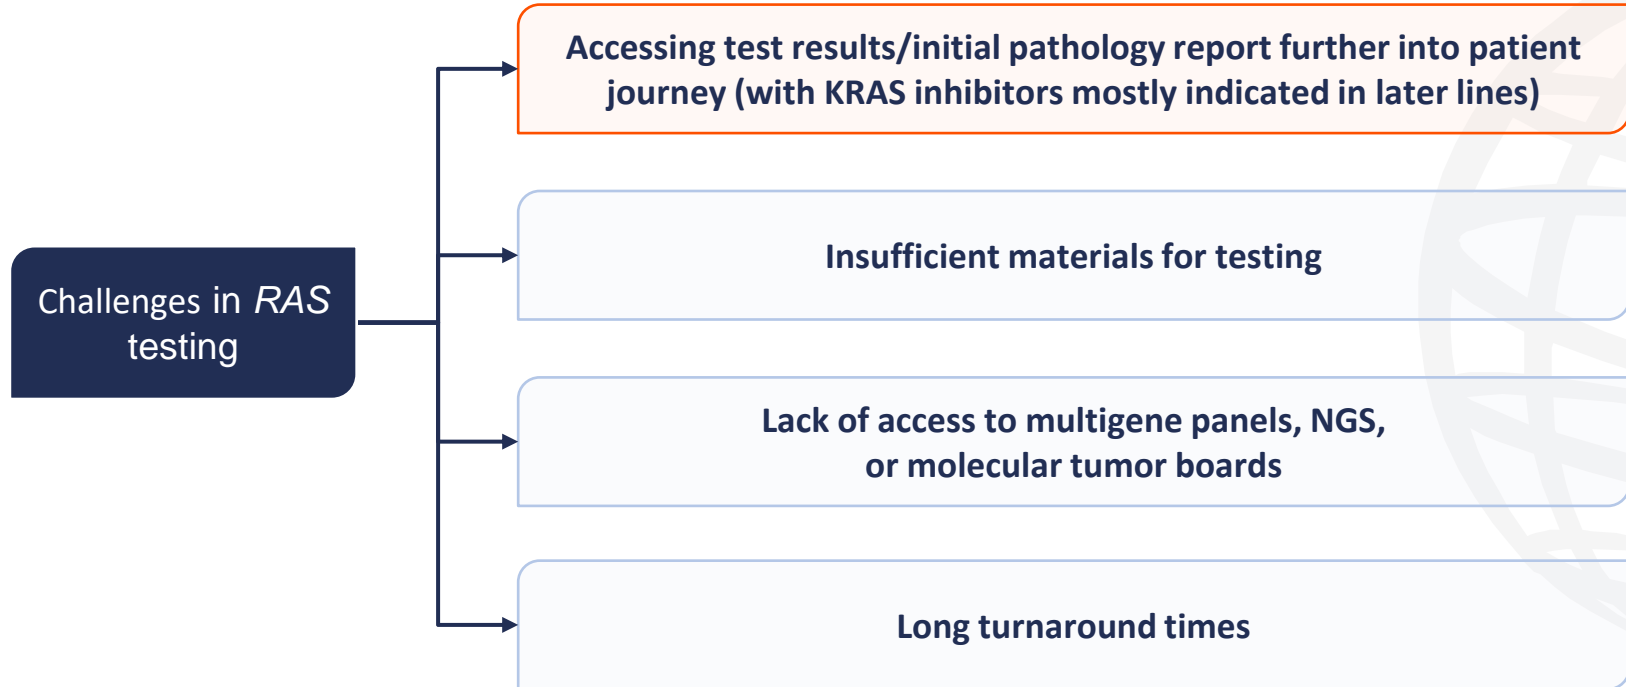 Accessing test results/initial pathology report further into patient
journey (with KRAS inhibitors mostly indicated in later lines)
Insufficient materials for testing
Challenges in RAS
testing
Lack of access to multigene panels, NGS,
or molecular tumor boards
Long turnaround times